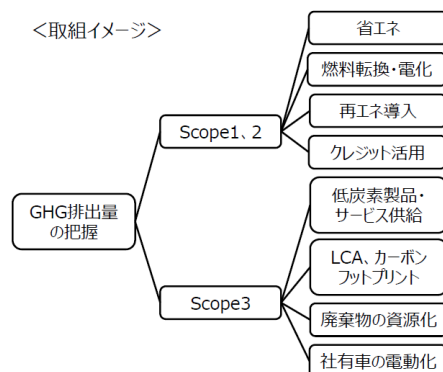 ＜取組イメージ＞
省エネ
燃料転換・電化
再エネ導入
クレジット活用
Scope1、2
GHG排出量
の把握
Scope3
低炭素製品・
サービス供給
LCA、カーボン
フットプリント
廃棄物の資源化
社有車の電動化